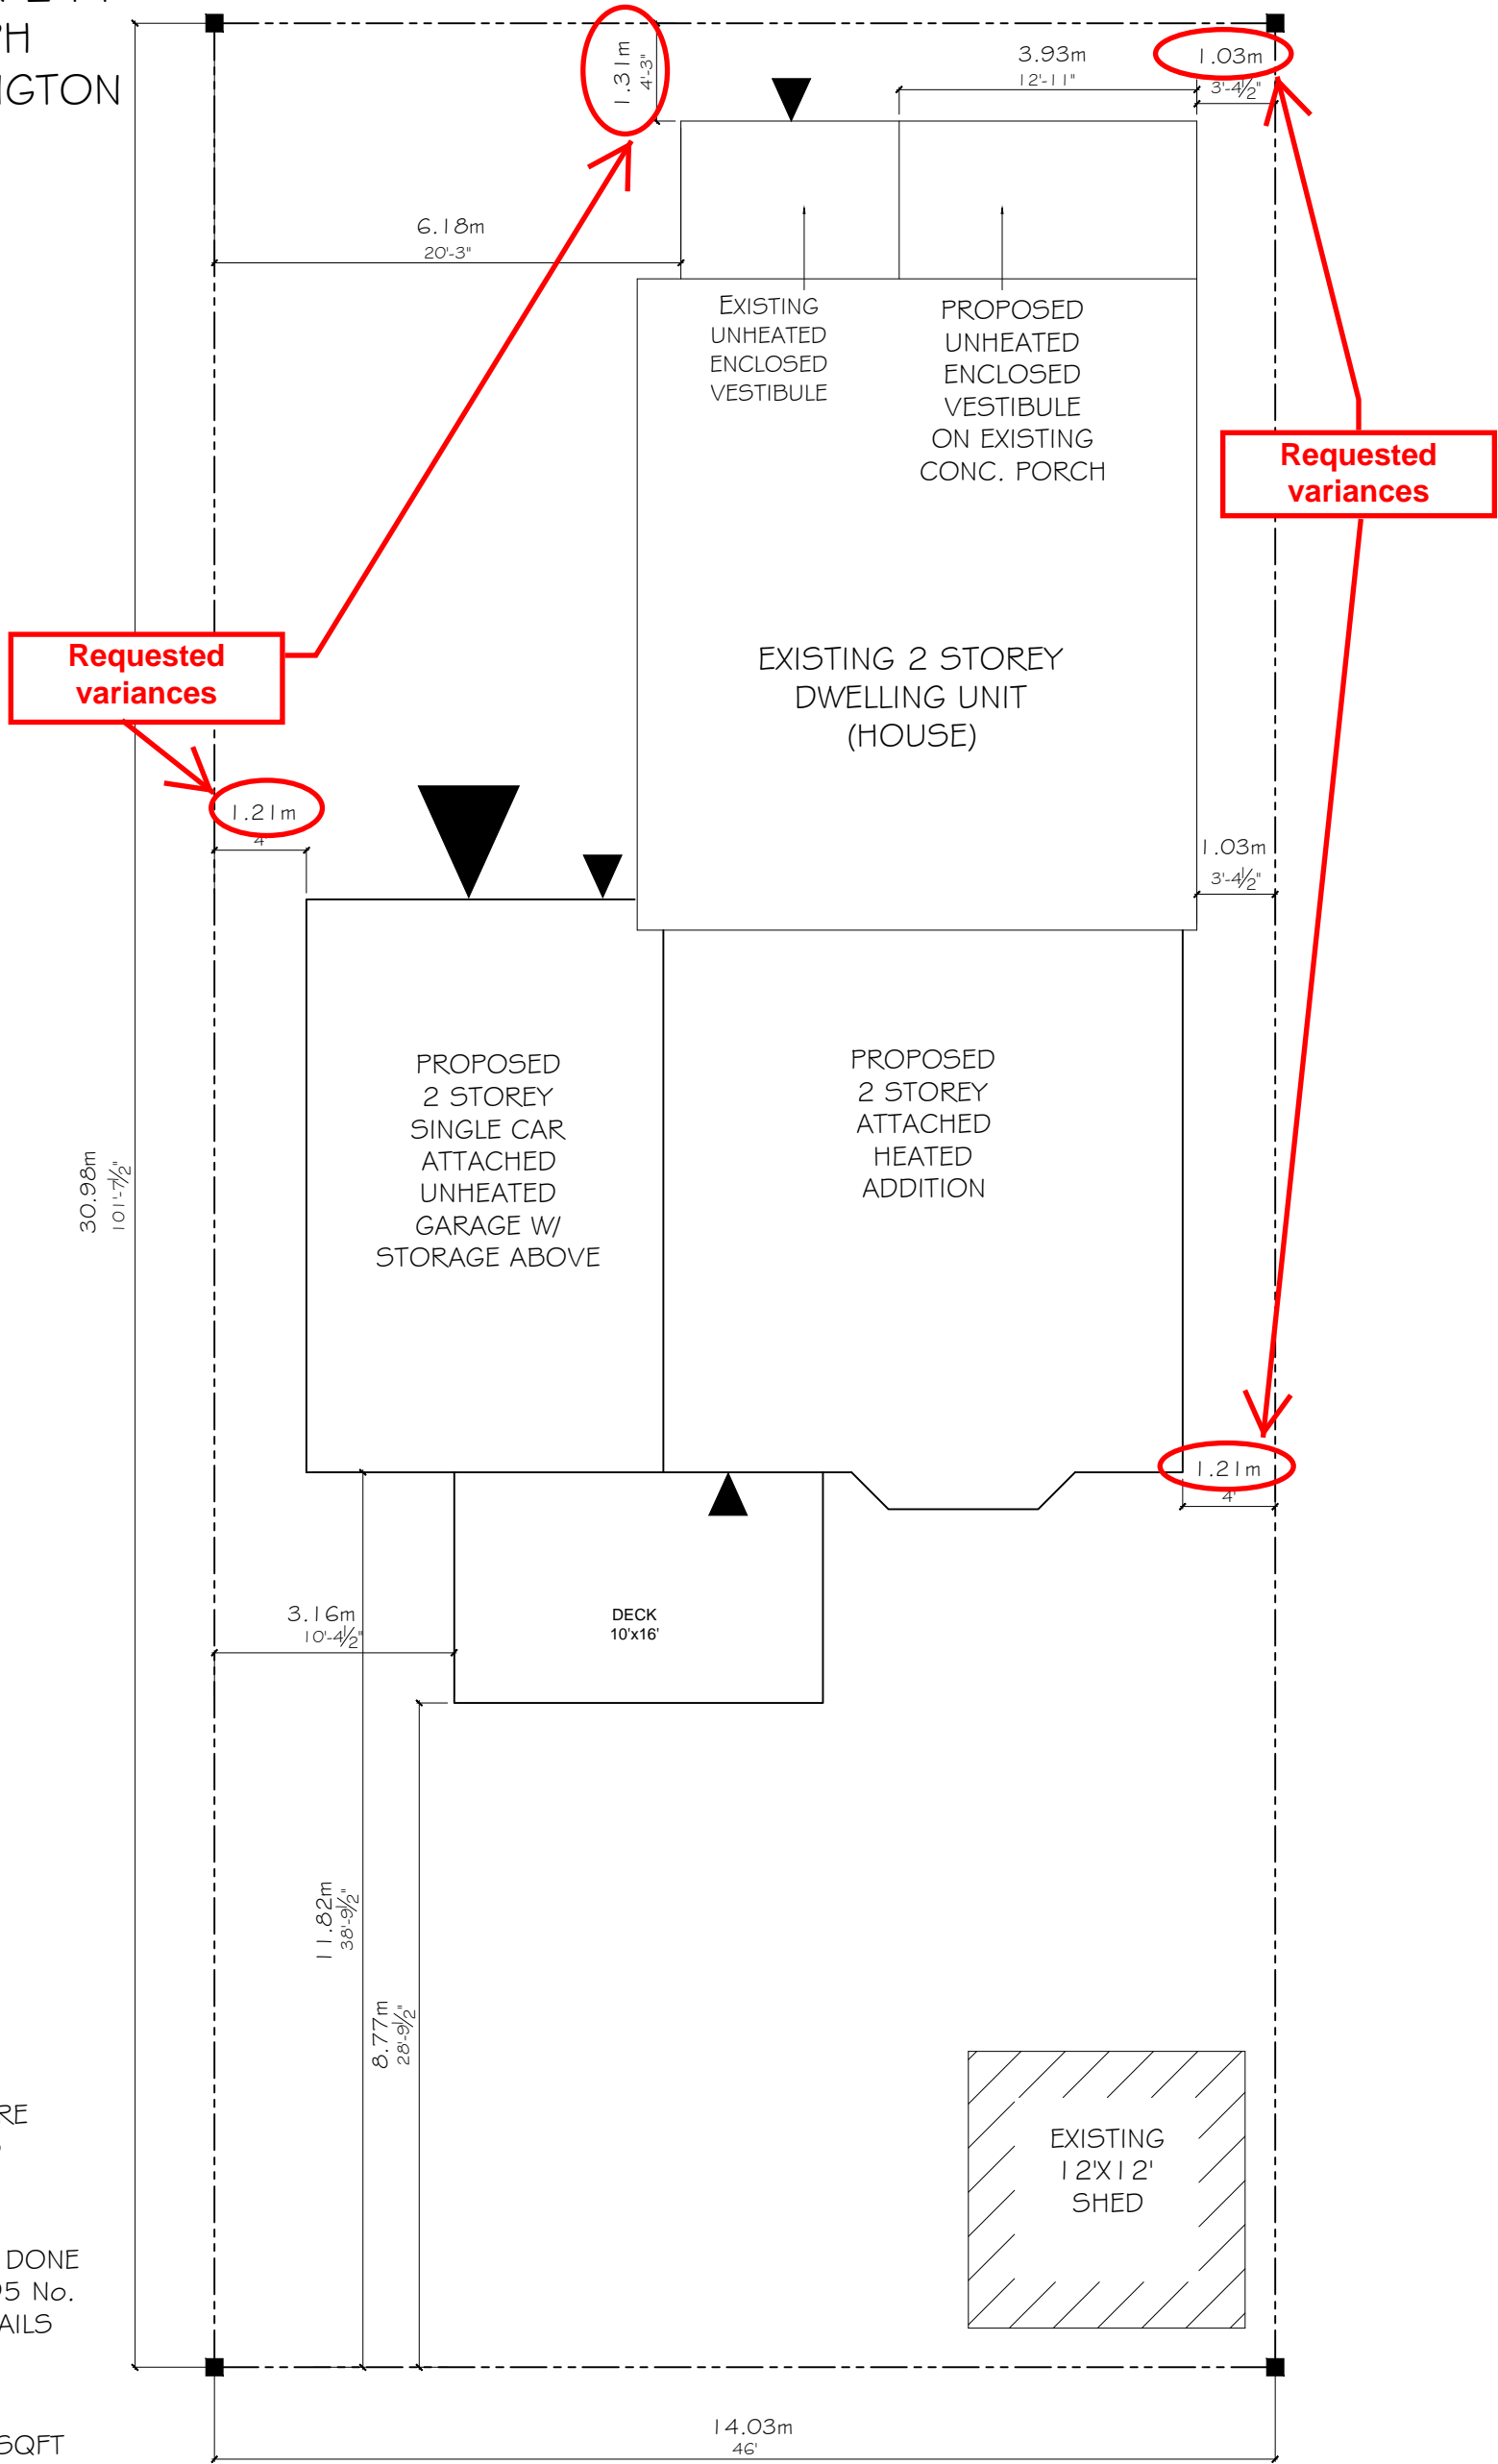 PH
NGTON
1.31m
4'-3"
3.93m
12'-11"
1.03m
3'-4½"
6.18m
20'-3"
EXISTING
UNHEATED
ENCLOSED
VESTIBULE
PROPOSED
UNHEATED
ENCLOSED
VESTIBULE
ON EXISTING
CONC. PORCH
Requested
variances
Requested
variances
EXISTING 2 STOREY
DWELLING UNIT
(HOUSE)
1.21m
4'
1.03m
3'-4½"
PROPOSED
2 STOREY
SINGLE CAR
ATTACHED
UNHEATED
GARAGE W/
STORAGE ABOVE
PROPOSED
2 STOREY
ATTACHED
HEATED
ADDITION
30.98m
101'-7½"
1.21m
4'
3.16m
10'-4½"
DECK
10'x16'
11.82m
38'-9½"
8.77m
28'-9½"
RE
EXISTING
12'X12'
SHED
DONE
95 No.
AILS
14.03m
46'
SQFT